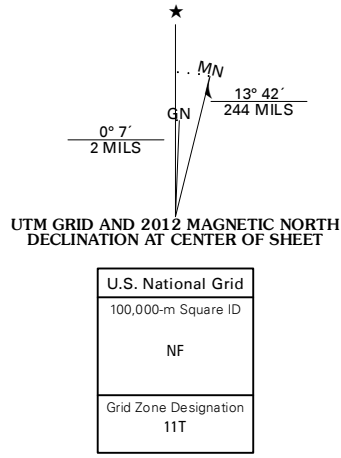 ★
MN
13° 42´
244 MILS
GN
0° 7´
2 MILS
UTM GRID AND 2012 MAGNETIC NORTH
DECLINATION AT CENTER OF SHEET
U.S. National Grid
100,000-m Square ID
NF
Grid Zone Designation
11T